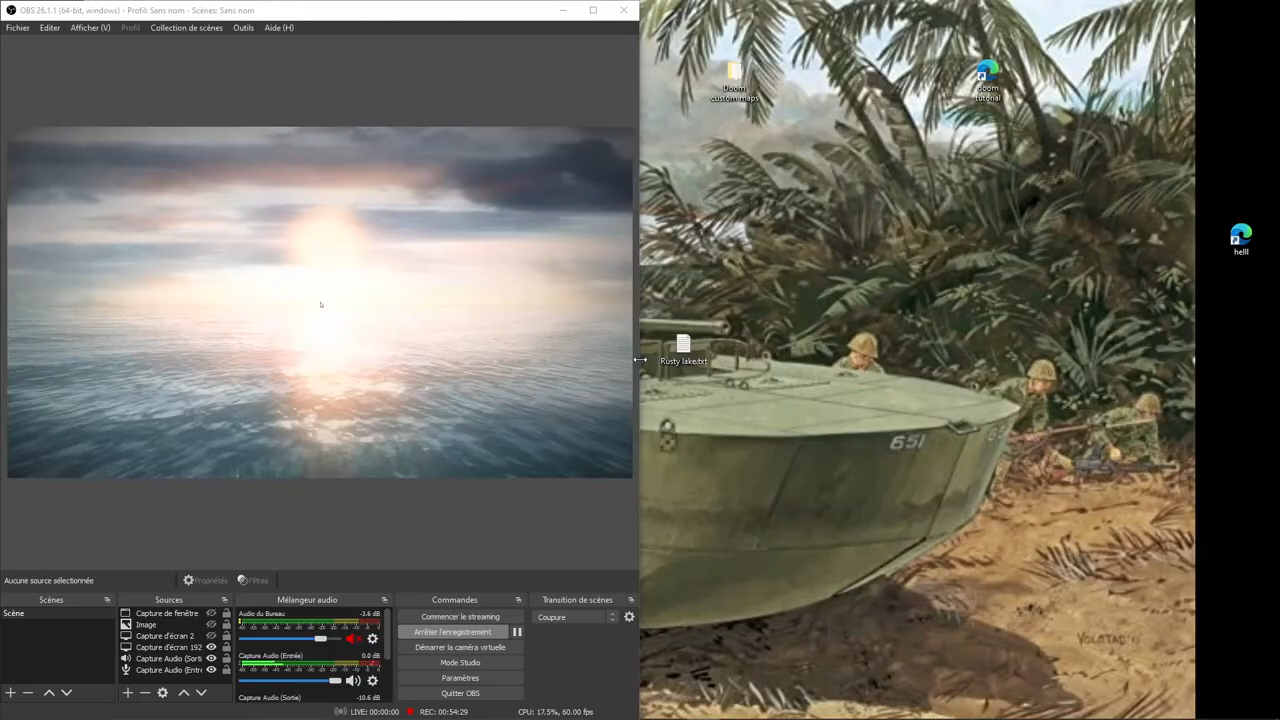 OBS 26.1.1 (64-bit, windows) - Profil: Sans nom - Scènes: Sans nom
Fichier Editer Afficher (V) Profil Collection de scènes Outils Aide (H)
Doom
custom maps
doom
tutorial
helll
Rusty lake.txt
651
Aucune source sélectionnée
Propriétés
Filtres
Scènes
Sources
Mélangeur audio
Commandes
Transition de scènes
Scène
Capture de fenêtre
Image
Capture d'écran 2
Capture d'écran 192
Capture Audio (Sorti
Capture Audio (Entre
Audio du Bureau -3.6 dB
Capture Audio (Entrée) 0.0 dB
Capture Audio (Sortie) -10.6 dB
Commencer le streaming
Arrêter l'enregistrement
Démarrer la caméra virtuelle
Mode Studio
Paramètres
Quitter OBS
Coupure
LIVE: 00:00:00 REC: 00:54:29 CPU: 17.5%, 60.00 fps